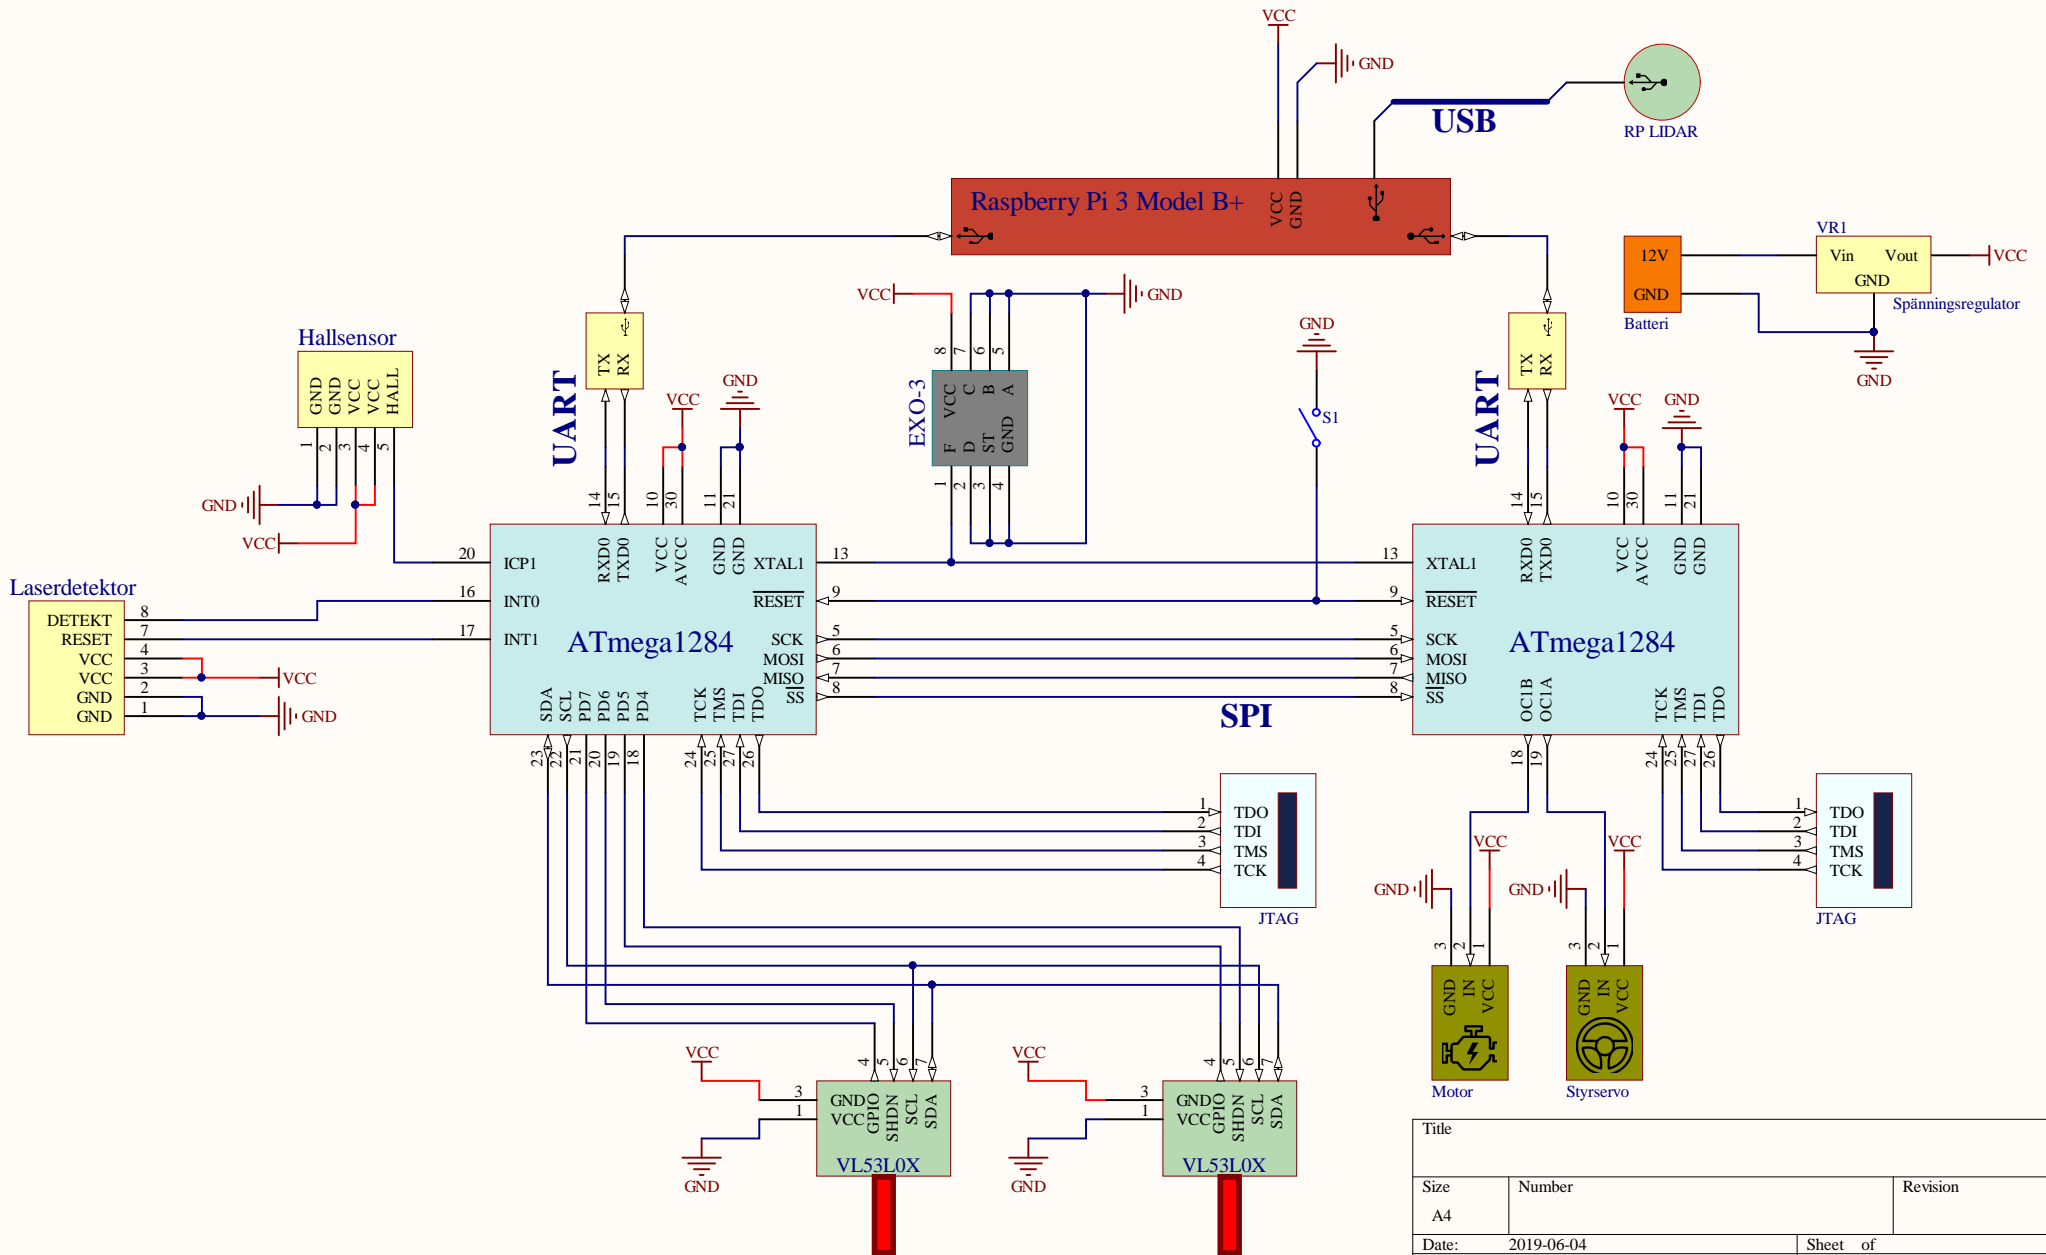 VCC
GND
USB
RP LIDAR
Raspberry Pi 3 Model B+
VCC
GND
VR1
12V
GND
Batteri
Vin
Vout
GND
VCC
Spänningsregulator
GND
VCC
GND
GND
S1
Hallsensor
GND
GND
VCC
VCC
HALL
1
2
3
4
5
GND
VCC
TX
RX
UART
14
15
VCC
10
30
GND
11
21
EXO-3
8
7
6
5
F
VCC
D
C
ST
B
GND
A
1
2
3
4
TX
RX
UART
14
15
VCC
10
30
GND
11
21
Laserdetektor
DETEKT 8
RESET 7
VCC 4
VCC 3
GND 2
GND 1
VCC
GND
20 ICP1
16 INT0
17 INT1
RXD0
TXD0
VCC
AVCC
GND
GND
XTAL1 13
RESET 9
SCK 5
MOSI 6
MISO 7
SS 8
ATmega1284
SDA
SCL
PD7
PD6
PD5
PD4
TCK
TMS
TDI
TDO
23
22
21
20
19
18
24
25
27
26
SPI
13 XTAL1
9 RESET
5 SCK
6 MOSI
7 MISO
8 SS
RXD0
TXD0
VCC
AVCC
GND
GND
ATmega1284
OC1B
OC1A
TCK
TMS
TDI
TDO
18
19
24
25
27
26
1 TDO
2 TDI
3 TMS
4 TCK
JTAG
1 TDO
2 TDI
3 TMS
4 TCK
JTAG
VCC
GND
3
2
1
GND
IN
VCC
Motor
VCC
GND
3
2
1
GND
IN
VCC
Styrservo
VCC
GND
3 GND
1 VCC
4
5
6
7
GPIO
SHDN
SCL
SDA
VL53L0X
VCC
GND
3 GND
1 VCC
4
5
6
7
GPIO
SHDN
SCL
SDA
VL53L0X
Title
Size
A4
Number
Revision
Date: 2019-06-04
Sheet of